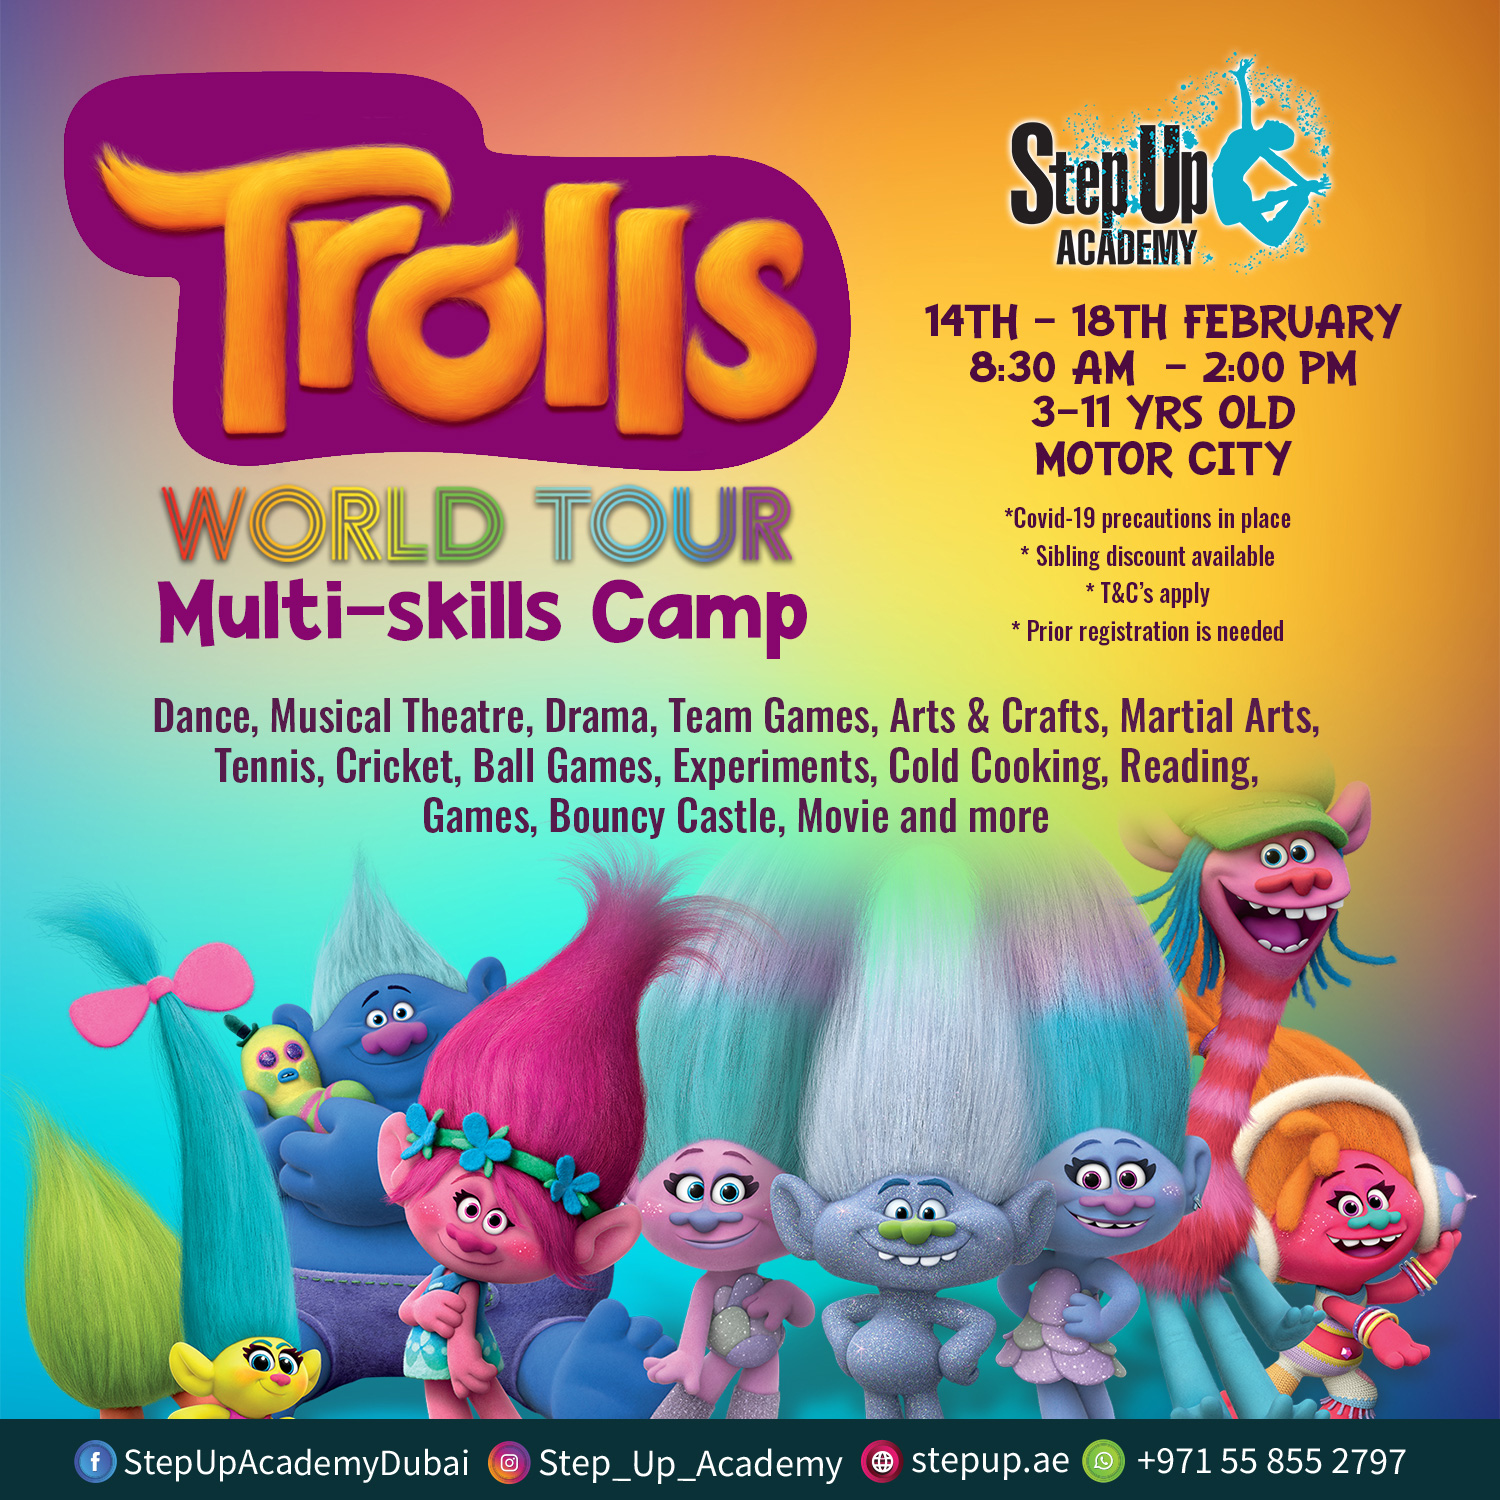 Trolls
WORLD TOUR
Multi-skills Camp
Step Up
ACADEMY
14TH - 18TH FEBRUARY
8:30 AM - 2:00 PM
3-11 YRS OLD
MOTOR CITY
*Covid-19 precautions in place
* Sibling discount available
* T&C's apply
* Prior registration is needed
Dance, Musical Theatre, Drama, Team Games, Arts & Crafts, Martial Arts,
Tennis, Cricket, Ball Games, Experiments, Cold Cooking, Reading,
Games, Bouncy Castle, Movie and more
StepUpAcademyDubai Step_Up_Academy stepup.ae +971 55 855 2797